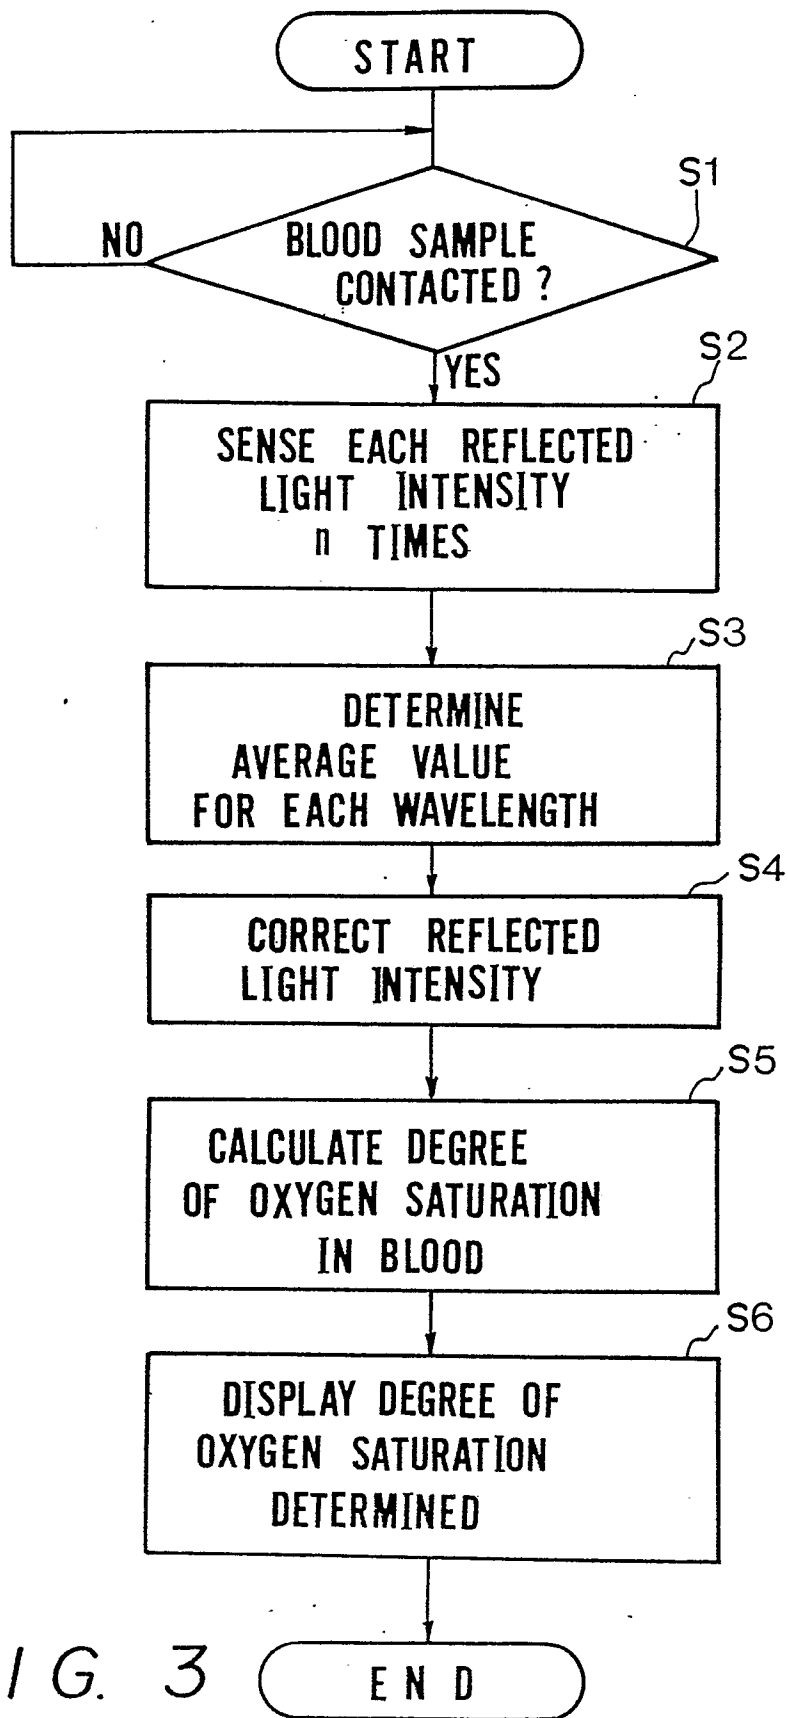 START
S1
NO
BLOOD SAMPLE
CONTACTED ?
YES
S2
SENSE EACH REFLECTED
LIGHT INTENSITY
n TIMES
S3
DETERMINE
AVERAGE VALUE
FOR EACH WAVELENGTH
S4
CORRECT REFLECTED
LIGHT INTENSITY
S5
CALCULATE DEGREE
OF OXYGEN SATURATION
IN BLOOD
S6
DISPLAY DEGREE OF
OXYGEN SATURATION
DETERMINED
END
I G. 3